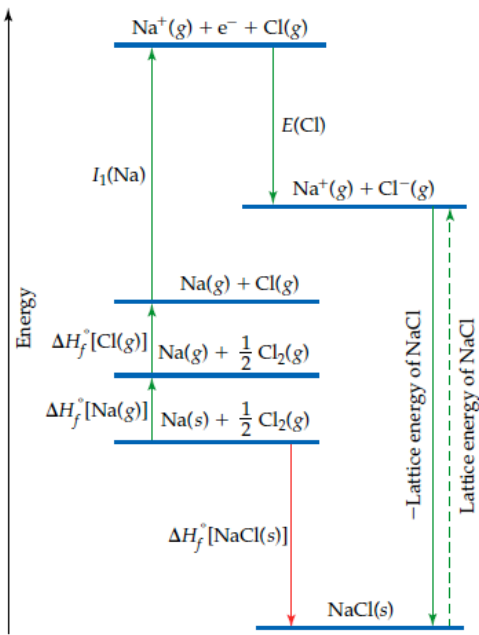 Na⁺(g) + e⁻ + Cl(g)
E(Cl)
I₁(Na)
Na⁺(g) + Cl⁻(g)
Na(g) + Cl(g)
Energy
ΔH°f[Cl(g)]
Na(g) + 1/2 Cl₂(g)
ΔH°f[Na(g)]
Na(s) + 1/2 Cl₂(g)
−Lattice energy of NaCl
Lattice energy of NaCl
ΔH°f[NaCl(s)]
NaCl(s)